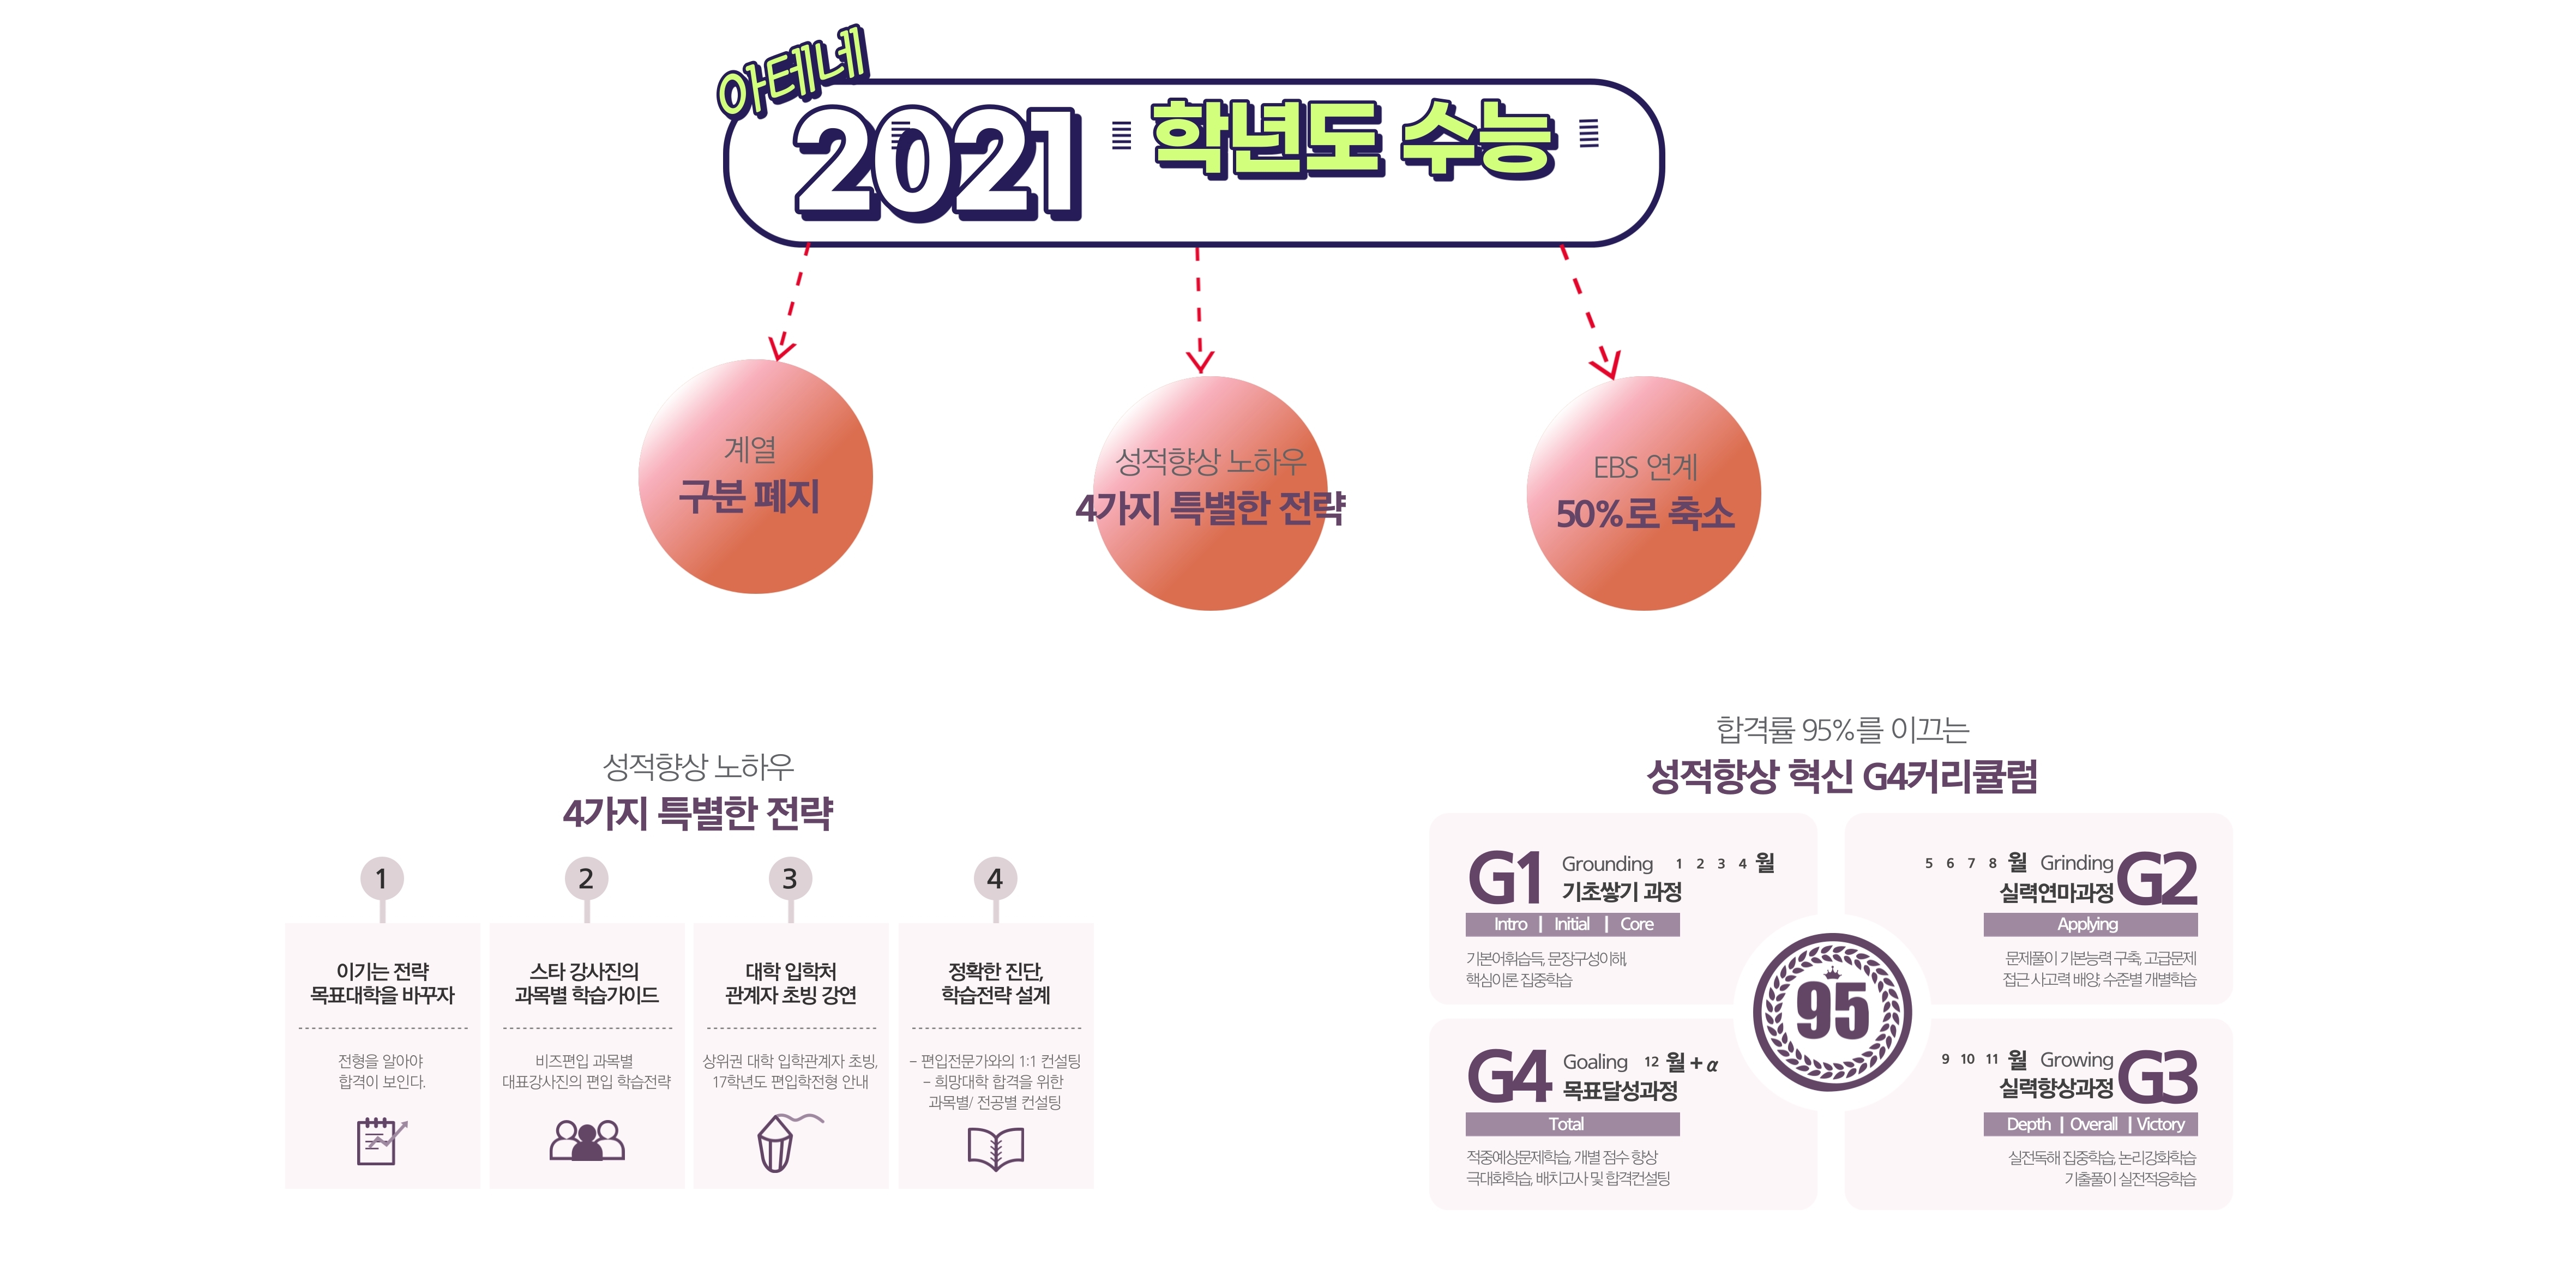 아테네
2021 학년도 수능
계열
구분 폐지
성적향상 노하우
4가지 특별한 전략
EBS 연계
50%로 축소
성적향상 노하우
4가지 특별한 전략
1
이기는 전략
목표대학을 바꾸자
전형을 알아야
합격이 보인다.
2
스타 강사진의
과목별 학습가이드
비즈편입 과목별
대표강사진의 편입 학습전략
3
대학 입학처
관계자 초빙 강연
상위권 대학 입학관계자 초빙,
17학년도 편입학전형 안내
4
정확한 진단,
학습전략 설계
– 편입전문가와의 1:1 컨설팅
– 희망대학 합격을 위한
과목별/ 전공별 컨설팅
합격률 95%를 이끄는
성적향상 혁신 G4커리큘럼
G1 Grounding 1 2 3 4 월
기초쌓기 과정
Intro | Initial | Core
기본어휘습득, 문장구성이해,
핵심이론 집중학습
5 6 7 8 월 Grinding G2
실력연마과정
Applying
문제풀이 기본능력 구축, 고급문제
접근 사고력 배양, 수준별 개별학습
95
G4 Goaling 12 월 + α
목표달성과정
Total
적중예상문제학습, 개별 점수 향상
극대화학습, 배치고사 및 합격컨설팅
9 10 11 월 Growing G3
실력향상과정
Depth | Overall | Victory
실전독해 집중학습, 논리강화학습
기출풀이 실전적응학습